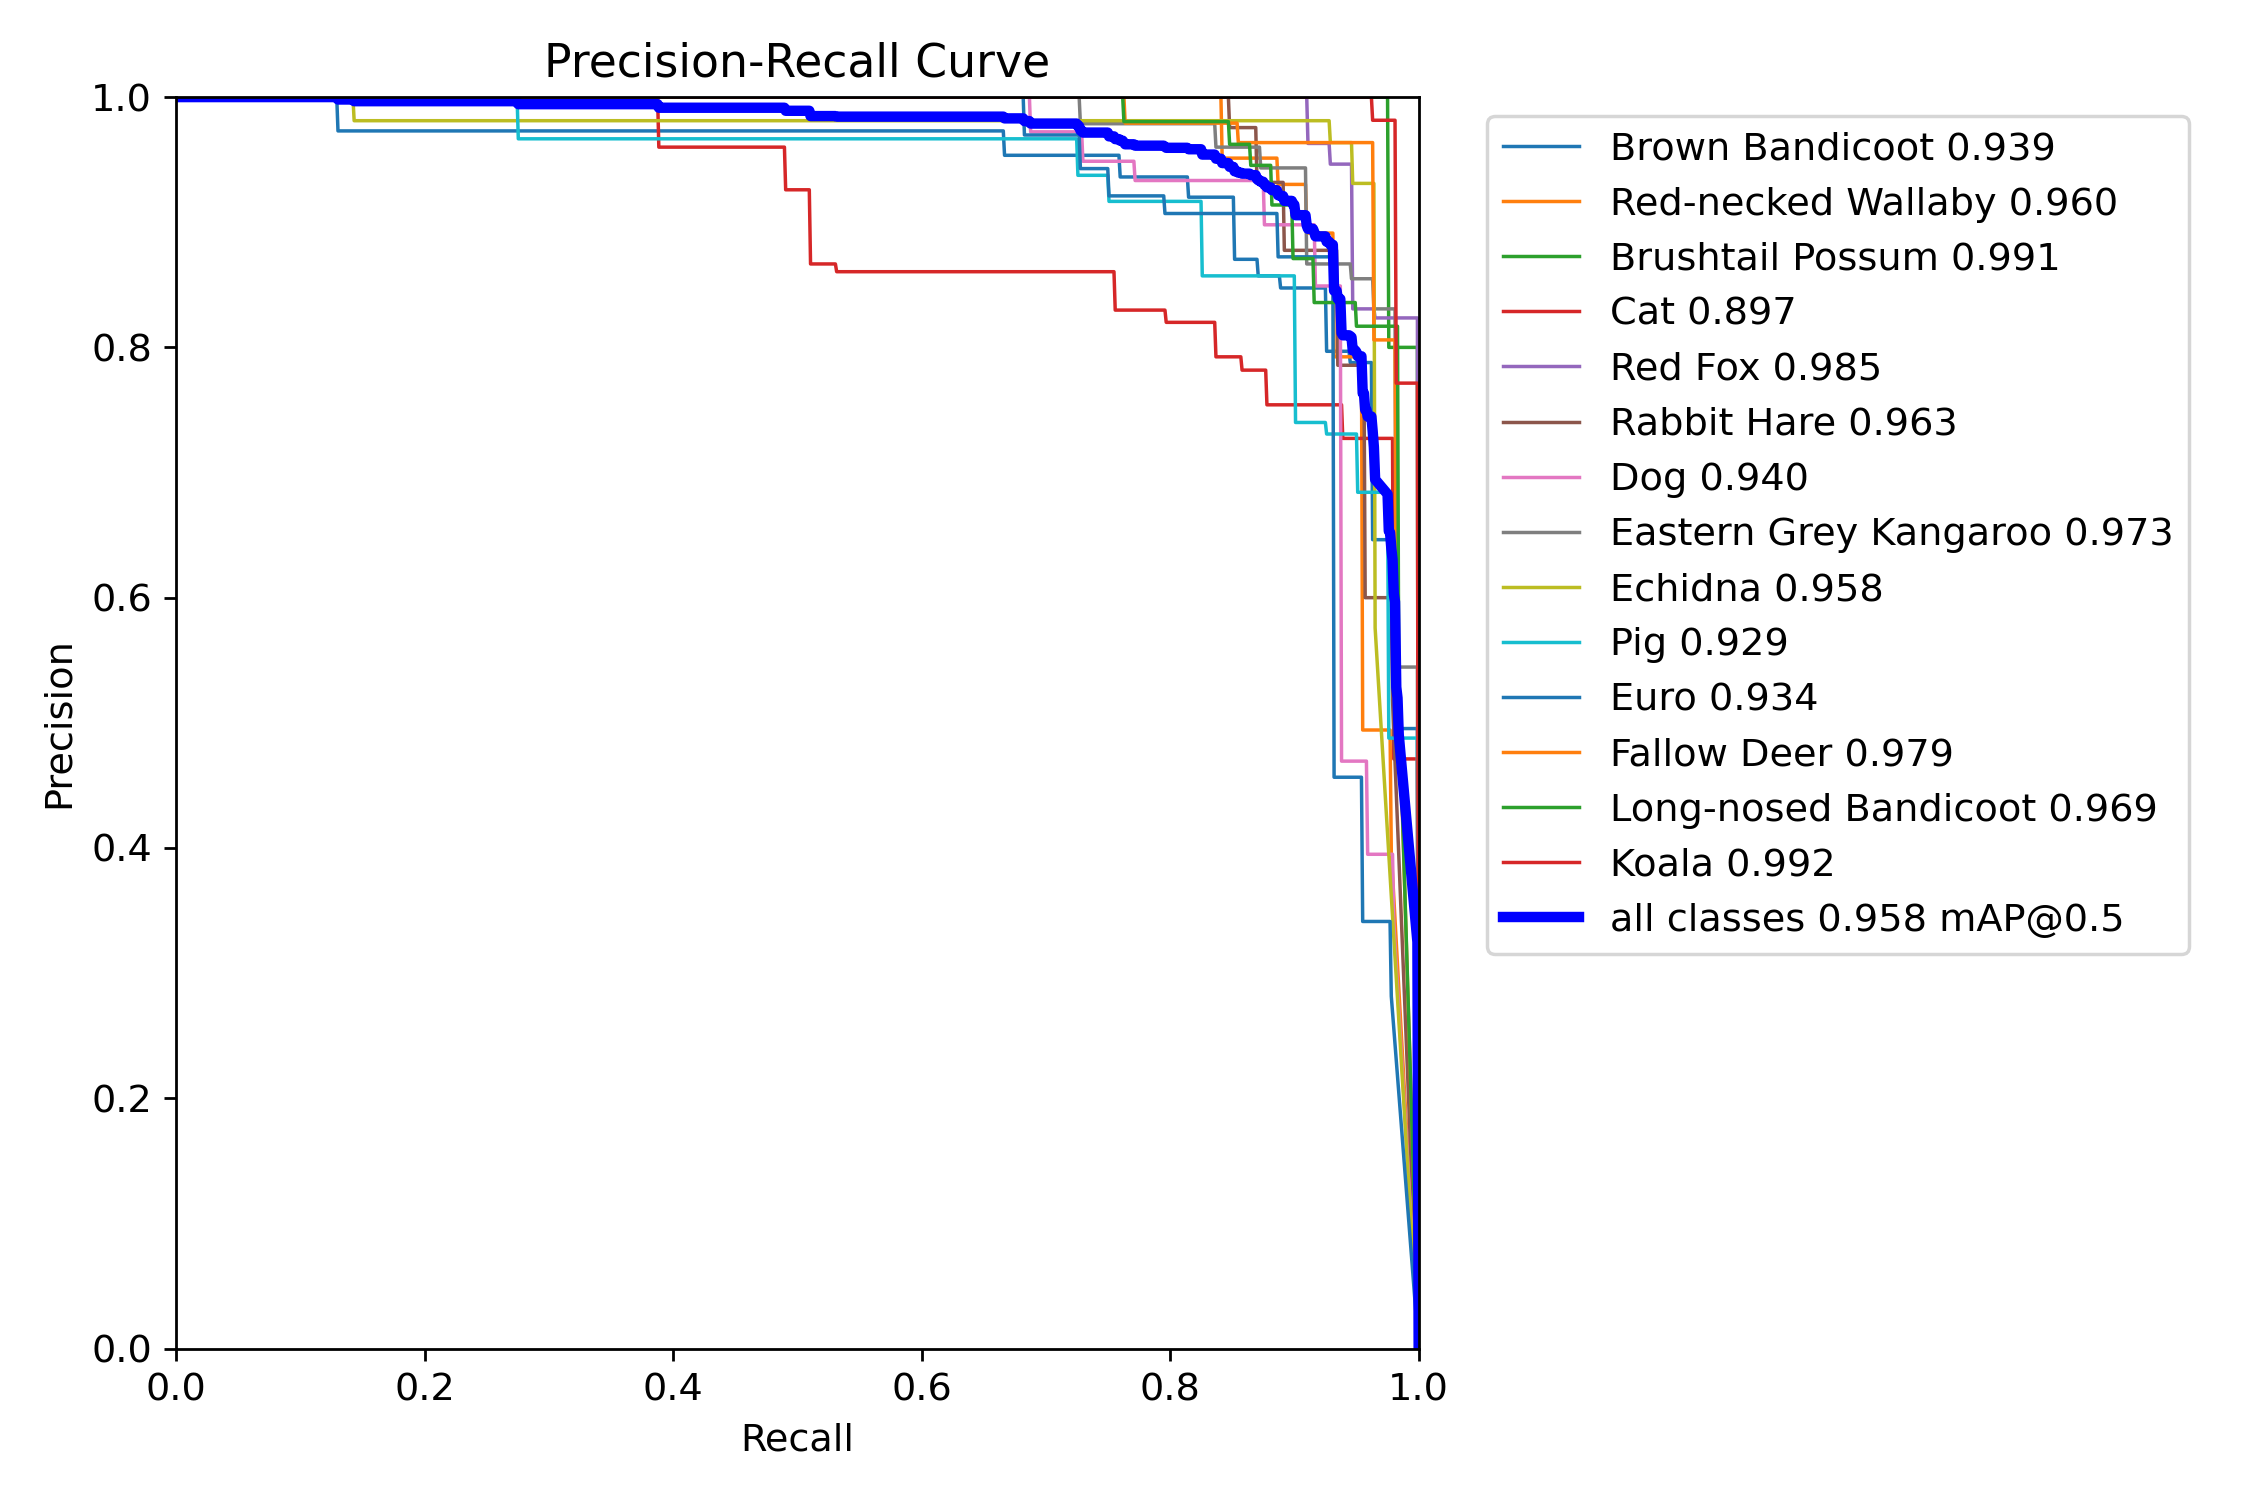 Precision-Recall Curve
1.0
0.8
0.6
0.4
0.2
0.0
0.0 0.2 0.4 0.6 0.8 1.0
Precision
Recall
Brown Bandicoot 0.939
Red-necked Wallaby 0.960
Brushtail Possum 0.991
Cat 0.897
Red Fox 0.985
Rabbit Hare 0.963
Dog 0.940
Eastern Grey Kangaroo 0.973
Echidna 0.958
Pig 0.929
Euro 0.934
Fallow Deer 0.979
Long-nosed Bandicoot 0.969
Koala 0.992
all classes 0.958 mAP@0.5